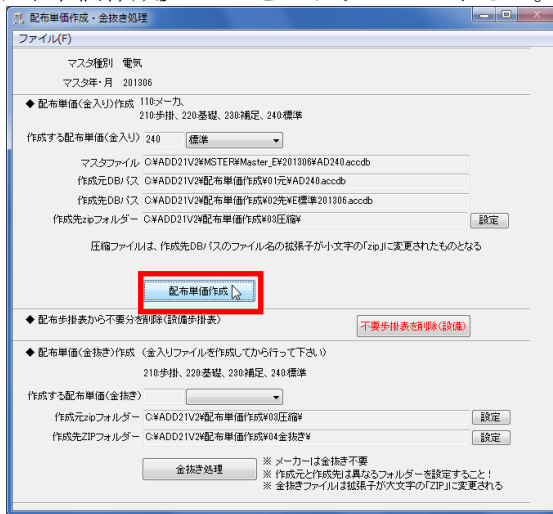 配布単価作成・金抜き処理
ファイル(F)
マスタ種別 電気
マスタ年・月 201306
◆ 配布単価(金入り)作成 110:メーカ、
210:歩掛、220:基礎、230:補足、240:標準
作成する配布単価(金入り) 240 標準
マスタファイル C:¥ADD21V2¥MSTER¥Master_E¥201306¥AD240.accdb
作成元DBパス C:¥ADD21V2¥配布単価作成¥01元¥AD240.accdb
作成先DBパス C:¥ADD21V2¥配布単価作成¥02先¥E標準201306.accdb
作成先zipフォルダー C:¥ADD21V2¥配布単価作成¥03圧縮¥ 設定
圧縮ファイルは、作成先DBパスのファイル名の拡張子が小文字の「zip」に変更されたものとなる
配布単価作成
◆ 配布歩掛表から不要分を削除(設備歩掛表) 不要歩掛表を削除(設備)
◆ 配布単価(金抜き)作成 (金入りファイルを作成してから行って下さい)
210:歩掛、220:基礎、230:補足、240:標準
作成する配布単価(金抜き)
作成元zipフォルダー C:¥ADD21V2¥配布単価作成¥03圧縮¥ 設定
作成先ZIPフォルダー C:¥ADD21V2¥配布単価作成¥04金抜き¥ 設定
金抜き処理 ※ メーカーは金抜き不要
※ 作成元と作成先は異なるフォルダーを設定すること!
※ 金抜きファイルは拡張子が大文字の「ZIP」に変更される